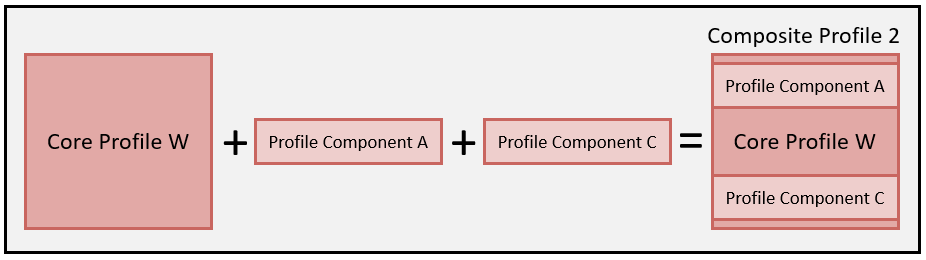 Composite Profile 2
Core Profile W
+
Profile Component A
+
Profile Component C
=
Profile Component A
Core Profile W
Profile Component C